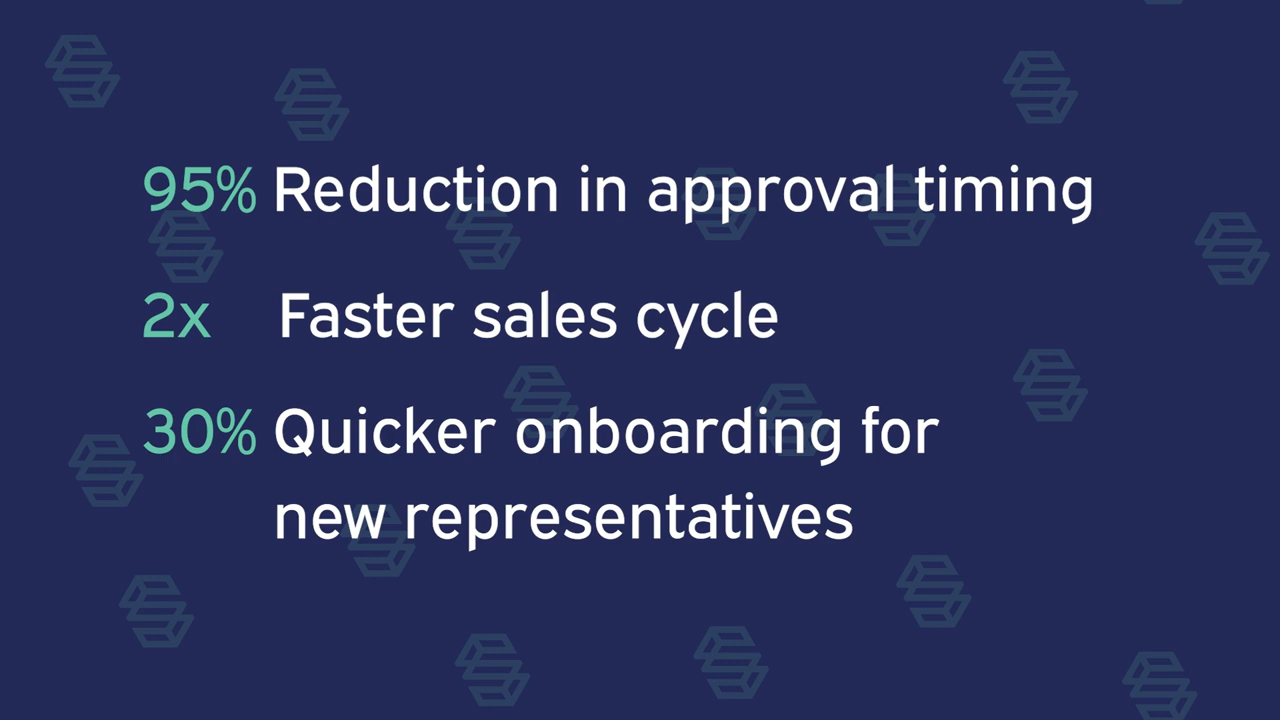 95% Reduction in approval timing
2x Faster sales cycle
30% Quicker onboarding for
new representatives